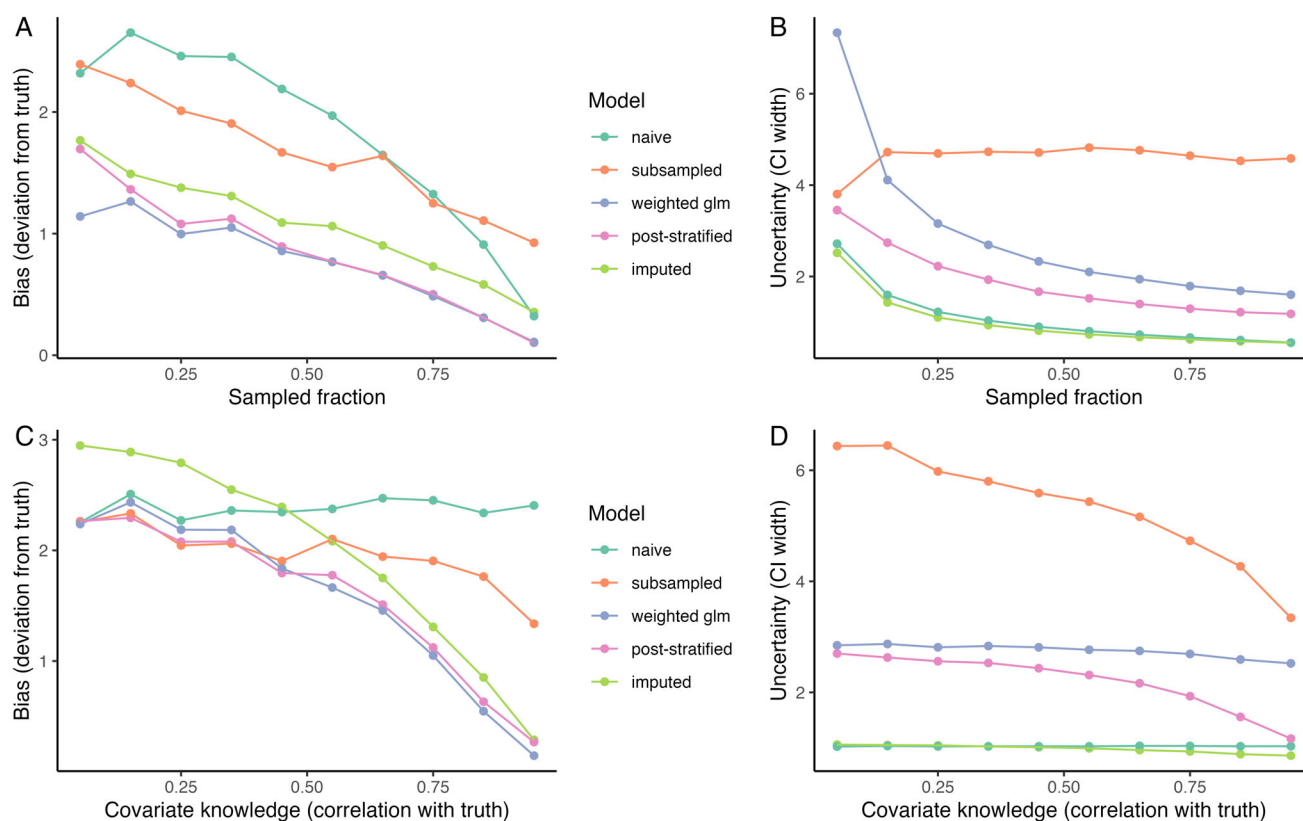 A
Bias (deviation from truth)
2
1
0
0.25 0.50 0.75
Sampled fraction
Model
naive
subsampled
weighted glm
post-stratified
imputed
B
Uncertainty (CI width)
6
4
2
0.25 0.50 0.75
Sampled fraction
C
Bias (deviation from truth)
3
2
1
0.25 0.50 0.75
Covariate knowledge (correlation with truth)
Model
naive
subsampled
weighted glm
post-stratified
imputed
D
Uncertainty (CI width)
6
4
2
0.25 0.50 0.75
Covariate knowledge (correlation with truth)